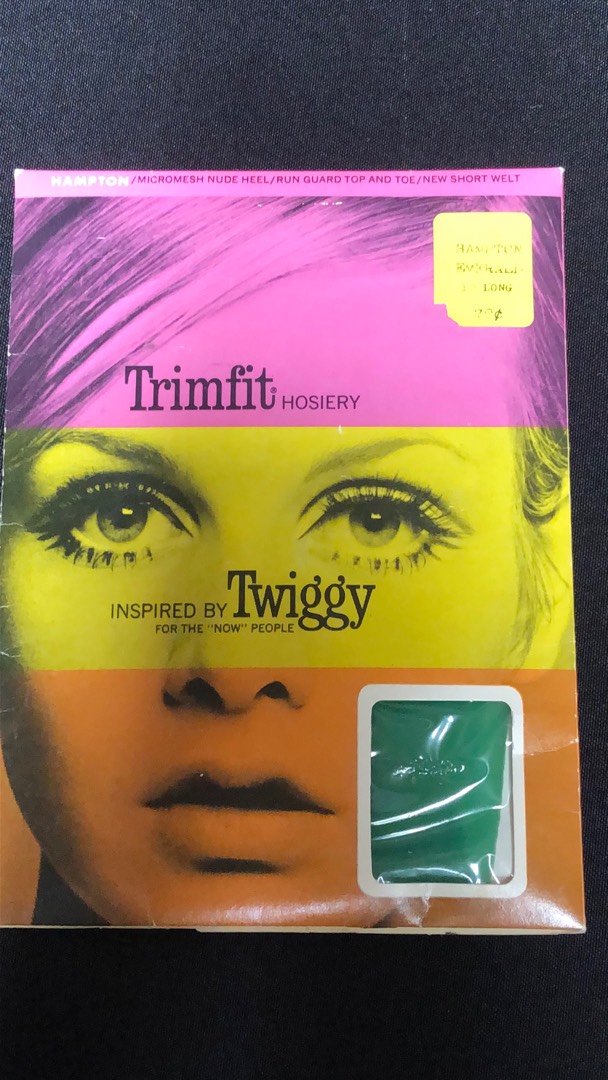 HAMPTON/MICROMESH NUDE HEEL/RUN GUARD TOP AND TOE/NEW SHORT WELT
HAMPTON
EMERALD
LONG
Trimfit® HOSIERY
INSPIRED BY Twiggy
FOR THE "NOW" PEOPLE